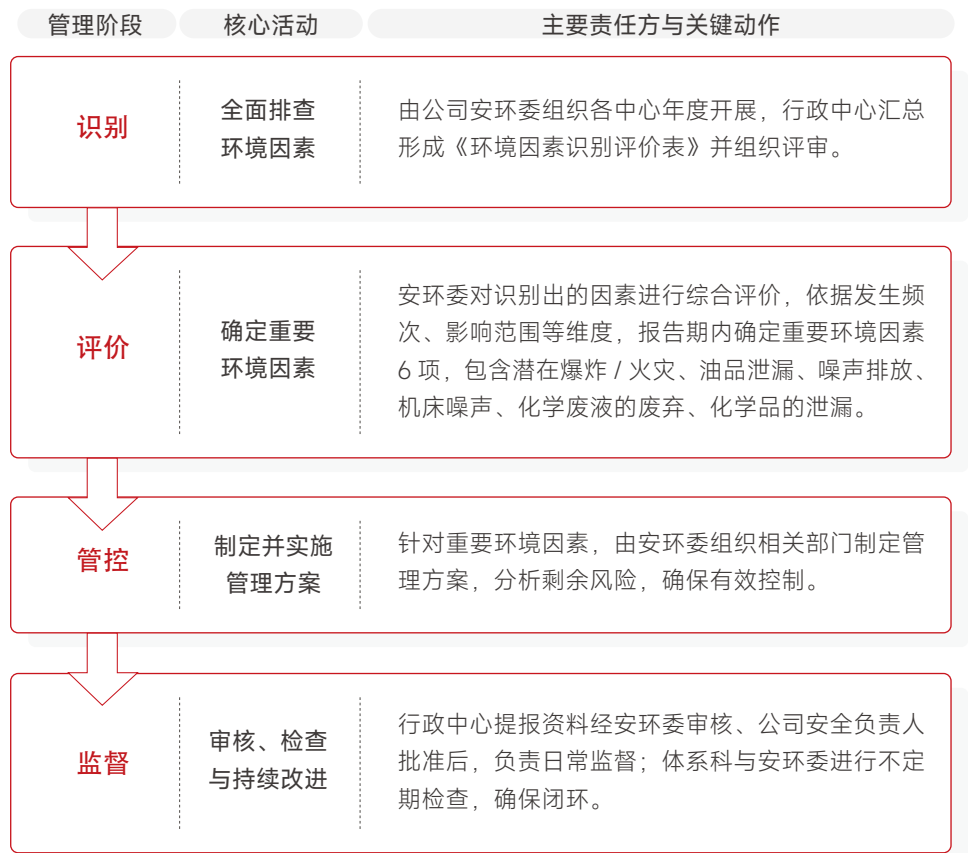 管理阶段 核心活动 主要责任方与关键动作
识别
全面排查
环境因素
由公司安环委组织各中心年度开展，行政中心汇总
形成《环境因素识别评价表》并组织评审。
评价
确定重要
环境因素
安环委对识别出的因素进行综合评价，依据发生频
次、影响范围等维度，报告期内确定重要环境因素
6 项，包含潜在爆炸 / 火灾、油品泄漏、噪声排放、
机床噪声、化学废液的废弃、化学品的泄漏。
管控
制定并实施
管理方案
针对重要环境因素，由安环委组织相关部门制定管
理方案，分析剩余风险，确保有效控制。
监督
审核、检查
与持续改进
行政中心提报资料经安环委审核、公司安全负责人
批准后，负责日常监督；体系科与安环委进行不定
期检查，确保闭环。